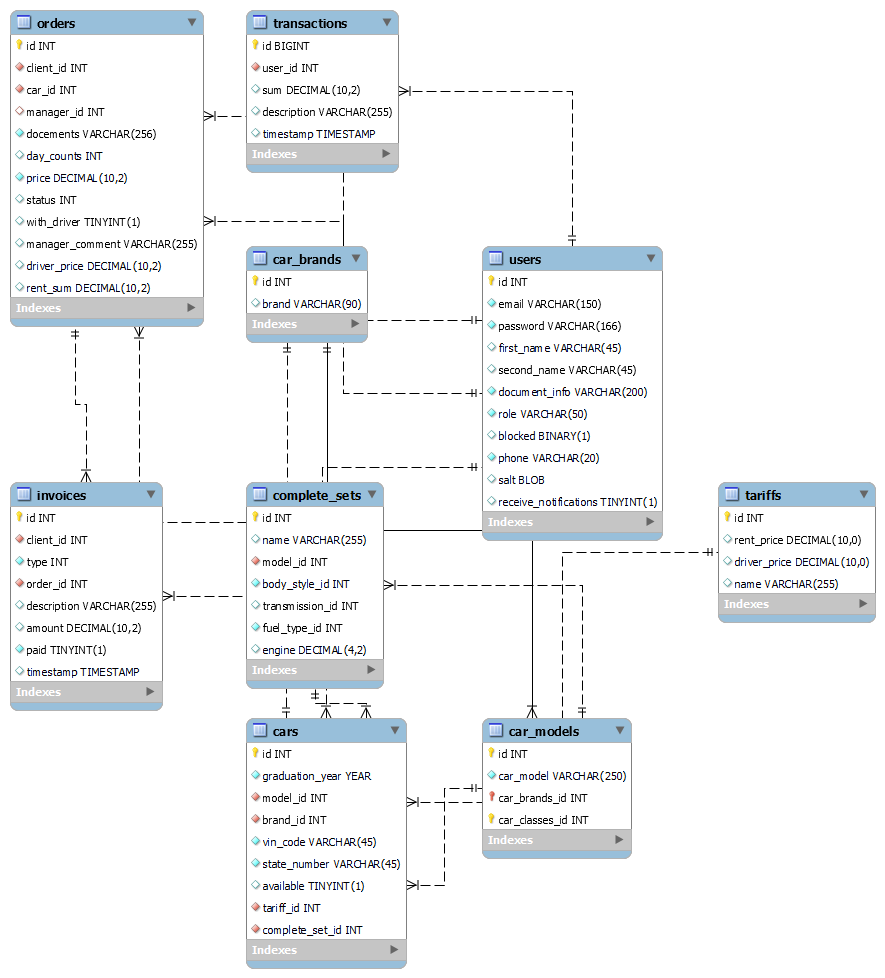 orders
id INT
client_id INT
car_id INT
manager_id INT
docements VARCHAR(256)
day_counts INT
price DECIMAL(10,2)
status INT
with_driver TINYINT(1)
manager_comment VARCHAR(255)
driver_price DECIMAL(10,2)
rent_sum DECIMAL(10,2)
Indexes
transactions
id BIGINT
user_id INT
sum DECIMAL(10,2)
description VARCHAR(255)
timestamp TIMESTAMP
Indexes
car_brands
id INT
brand VARCHAR(90)
Indexes
users
id INT
email VARCHAR(150)
password VARCHAR(166)
first_name VARCHAR(45)
second_name VARCHAR(45)
document_info VARCHAR(200)
role VARCHAR(50)
blocked BINARY(1)
phone VARCHAR(20)
salt BLOB
receive_notifications TINYINT(1)
Indexes
invoices
id INT
client_id INT
type INT
order_id INT
description VARCHAR(255)
amount DECIMAL(10,2)
paid TINYINT(1)
timestamp TIMESTAMP
Indexes
complete_sets
id INT
name VARCHAR(255)
model_id INT
body_style_id INT
transmission_id INT
fuel_type_id INT
engine DECIMAL(4,2)
Indexes
tariffs
id INT
rent_price DECIMAL(10,0)
driver_price DECIMAL(10,0)
name VARCHAR(255)
Indexes
cars
id INT
graduation_year YEAR
model_id INT
brand_id INT
vin_code VARCHAR(45)
state_number VARCHAR(45)
available TINYINT(1)
tariff_id INT
complete_set_id INT
Indexes
car_models
id INT
car_model VARCHAR(250)
car_brands_id INT
car_classes_id INT
Indexes